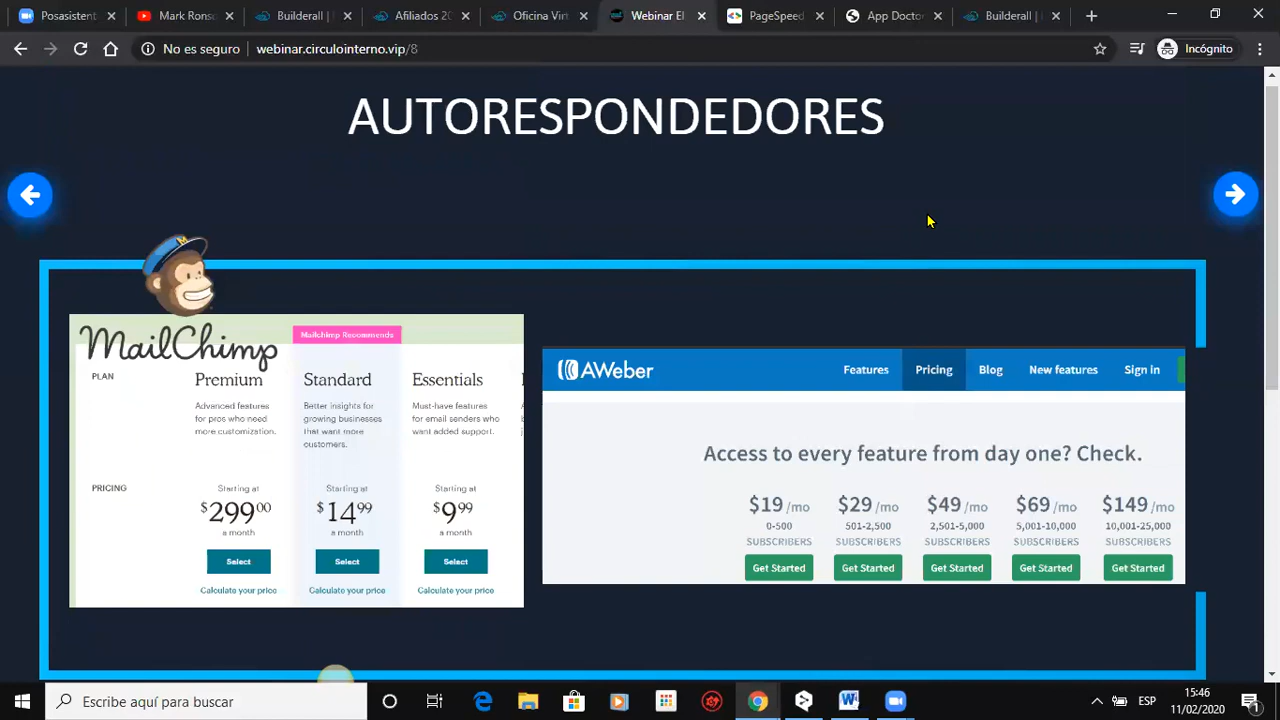 Posasistent
Mark Rons
Builderall |
Afiliados 20
Oficina Virt
Webinar El
PageSpeed
App Docto
Builderall |
No es seguro
webinar.circulointerno.vip/8
Incógnito
AUTORESPONDEDORES
MailChimp
Mailchimp Recommends
PLAN
Premium
Standard
Essentials
Advanced features
for pros who need
more customization.
Better insights for
growing businesses
that want more
customers.
Must-have features
for email senders who
want added support.
PRICING
Starting at
$299.00
a month
Select
Calculate your price
Starting at
$14.99
a month
Select
Calculate your price
Starting at
$9.99
a month
Select
Calculate your price
AWeber
Features
Pricing
Blog
New features
Sign in
Access to every feature from day one? Check.
$19 /mo
0-500
SUBSCRIBERS
Get Started
$29 /mo
501-2,500
SUBSCRIBERS
Get Started
$49 /mo
2,501-5,000
SUBSCRIBERS
Get Started
$69 /mo
5,001-10,000
SUBSCRIBERS
Get Started
$149 /mo
10,001-25,000
SUBSCRIBERS
Get Started
Escribe aquí para buscar
ESP
15:46
11/02/2020